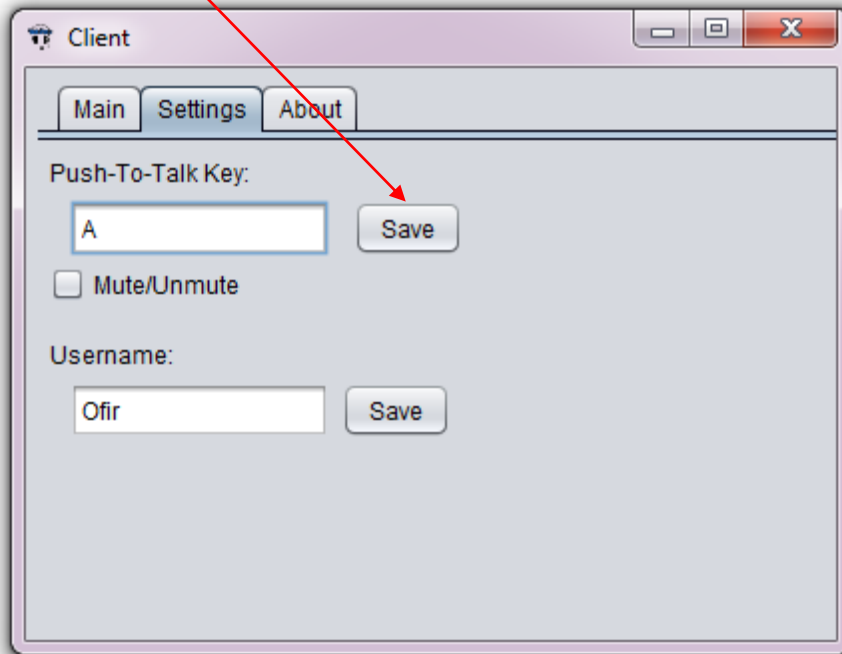 Client
Main Settings About
Push-To-Talk Key:
A Save
Mute/Unmute
Username:
Ofir Save